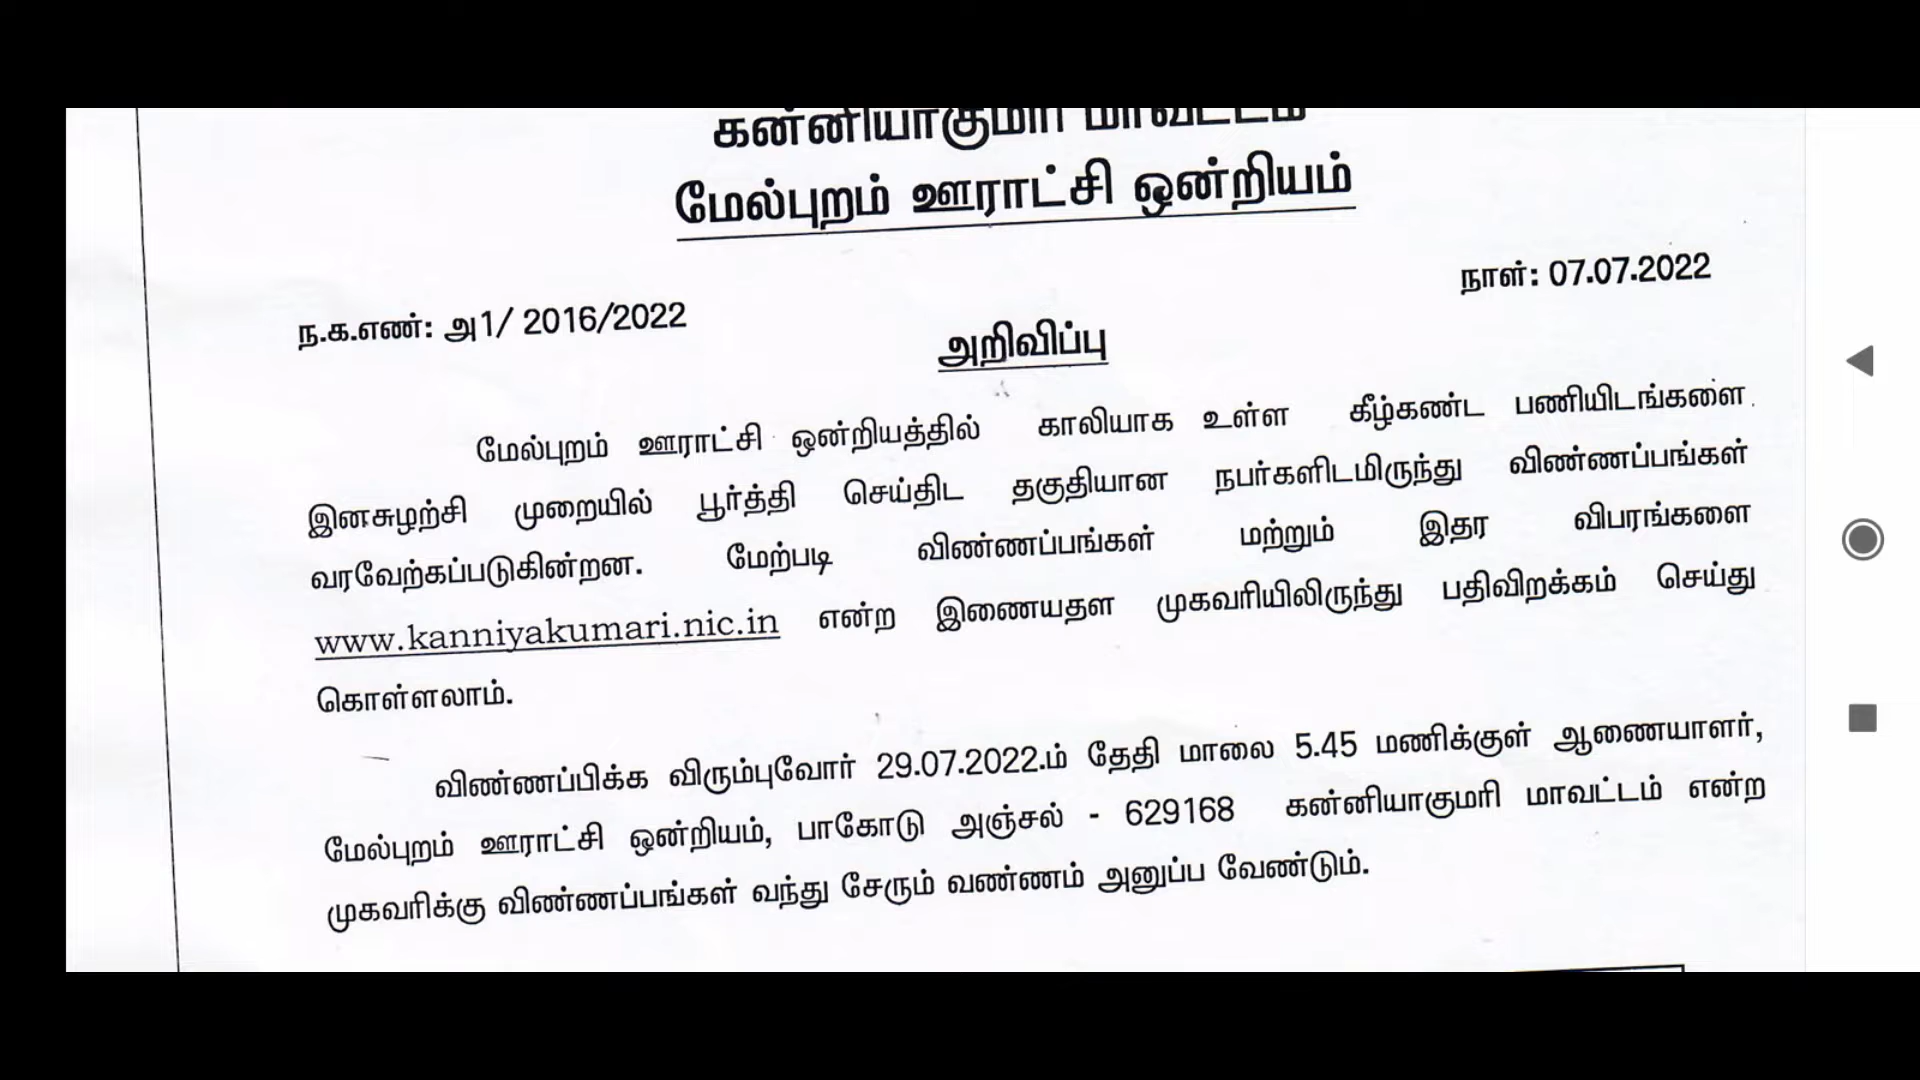 கன்னியாகுமரி மாவட்டம்
மேல்புறம் ஊராட்சி ஒன்றியம்
நாள்: 07.07.2022
ந.க.எண்: அ1/ 2016/2022
அறிவிப்பு
மேல்புறம் ஊராட்சி ஒன்றியத்தில் காலியாக உள்ள கீழ்கண்ட பணியிடங்களை
இனசுழற்சி முறையில் பூர்த்தி செய்திட தகுதியான நபர்களிடமிருந்து விண்ணப்பங்கள்
வரவேற்கப்படுகின்றன. மேற்படி விண்ணப்பங்கள் மற்றும் இதர விபரங்களை
www.kanniyakumari.nic.in என்ற இணையதள முகவரியிலிருந்து பதிவிறக்கம் செய்து
கொள்ளலாம்.
விண்ணப்பிக்க விரும்புவோர் 29.07.2022.ம் தேதி மாலை 5.45 மணிக்குள் ஆணையாளர்,
மேல்புறம் ஊராட்சி ஒன்றியம், பாகோடு அஞ்சல் - 629168 கன்னியாகுமரி மாவட்டம் என்ற
முகவரிக்கு விண்ணப்பங்கள் வந்து சேரும் வண்ணம் அனுப்ப வேண்டும்.